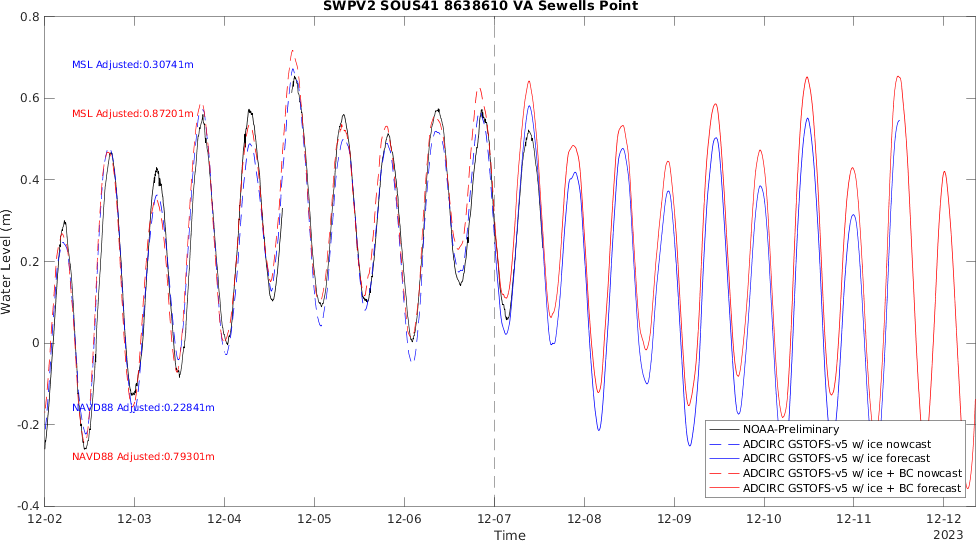 SWPV2 SOUS41 8638610 VA Sewells Point
0.8
0.6
0.4
0.2
0
-0.2
-0.4
Water Level (m)
MSL Adjusted:0.30741m
MSL Adjusted:0.87201m
NAVD88 Adjusted:0.22841m
NAVD88 Adjusted:0.79301m
NOAA-Preliminary
ADCIRC GSTOFS-v5 w/ ice nowcast
ADCIRC GSTOFS-v5 w/ ice forecast
ADCIRC GSTOFS-v5 w/ ice + BC nowcast
ADCIRC GSTOFS-v5 w/ ice + BC forecast
12-02 12-03 12-04 12-05 12-06 12-07 12-08 12-09 12-10 12-11 12-12
Time
2023